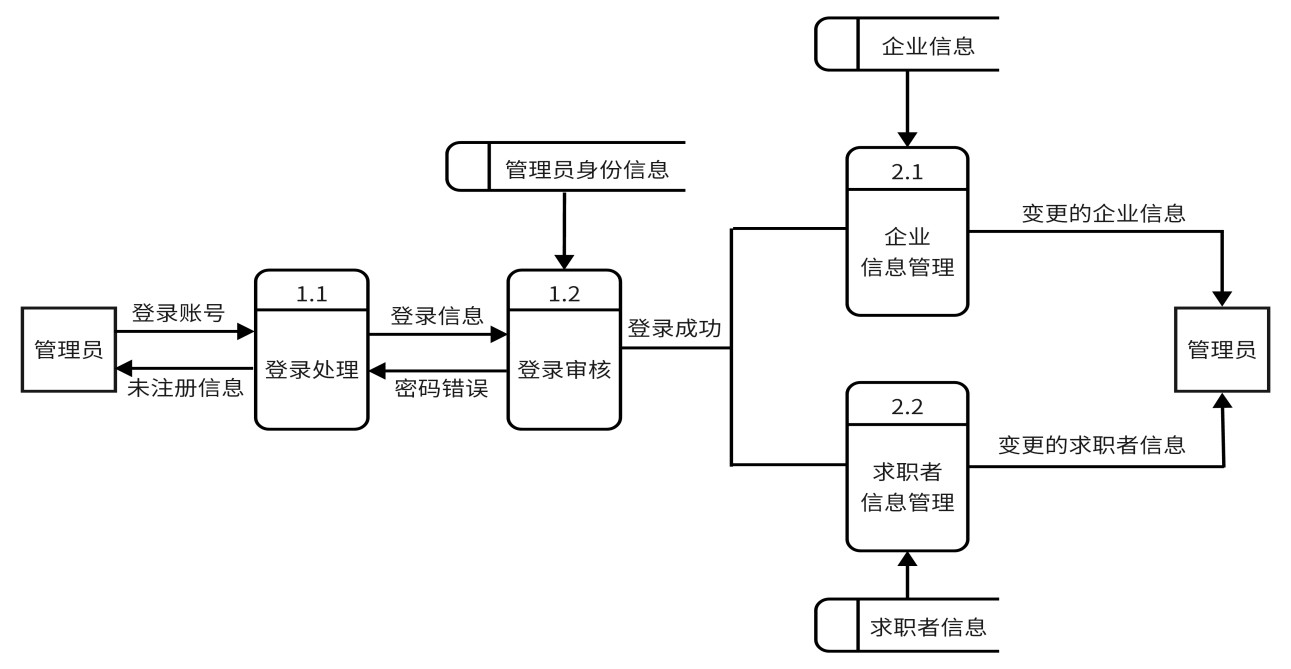 企业信息
管理员身份信息
2.1
企业
信息管理
变更的企业信息
1.1
登录处理
1.2
登录审核
管理员
登录账号
未注册信息
登录信息
密码错误
登录成功
管理员
2.2
求职者
信息管理
变更的求职者信息
求职者信息